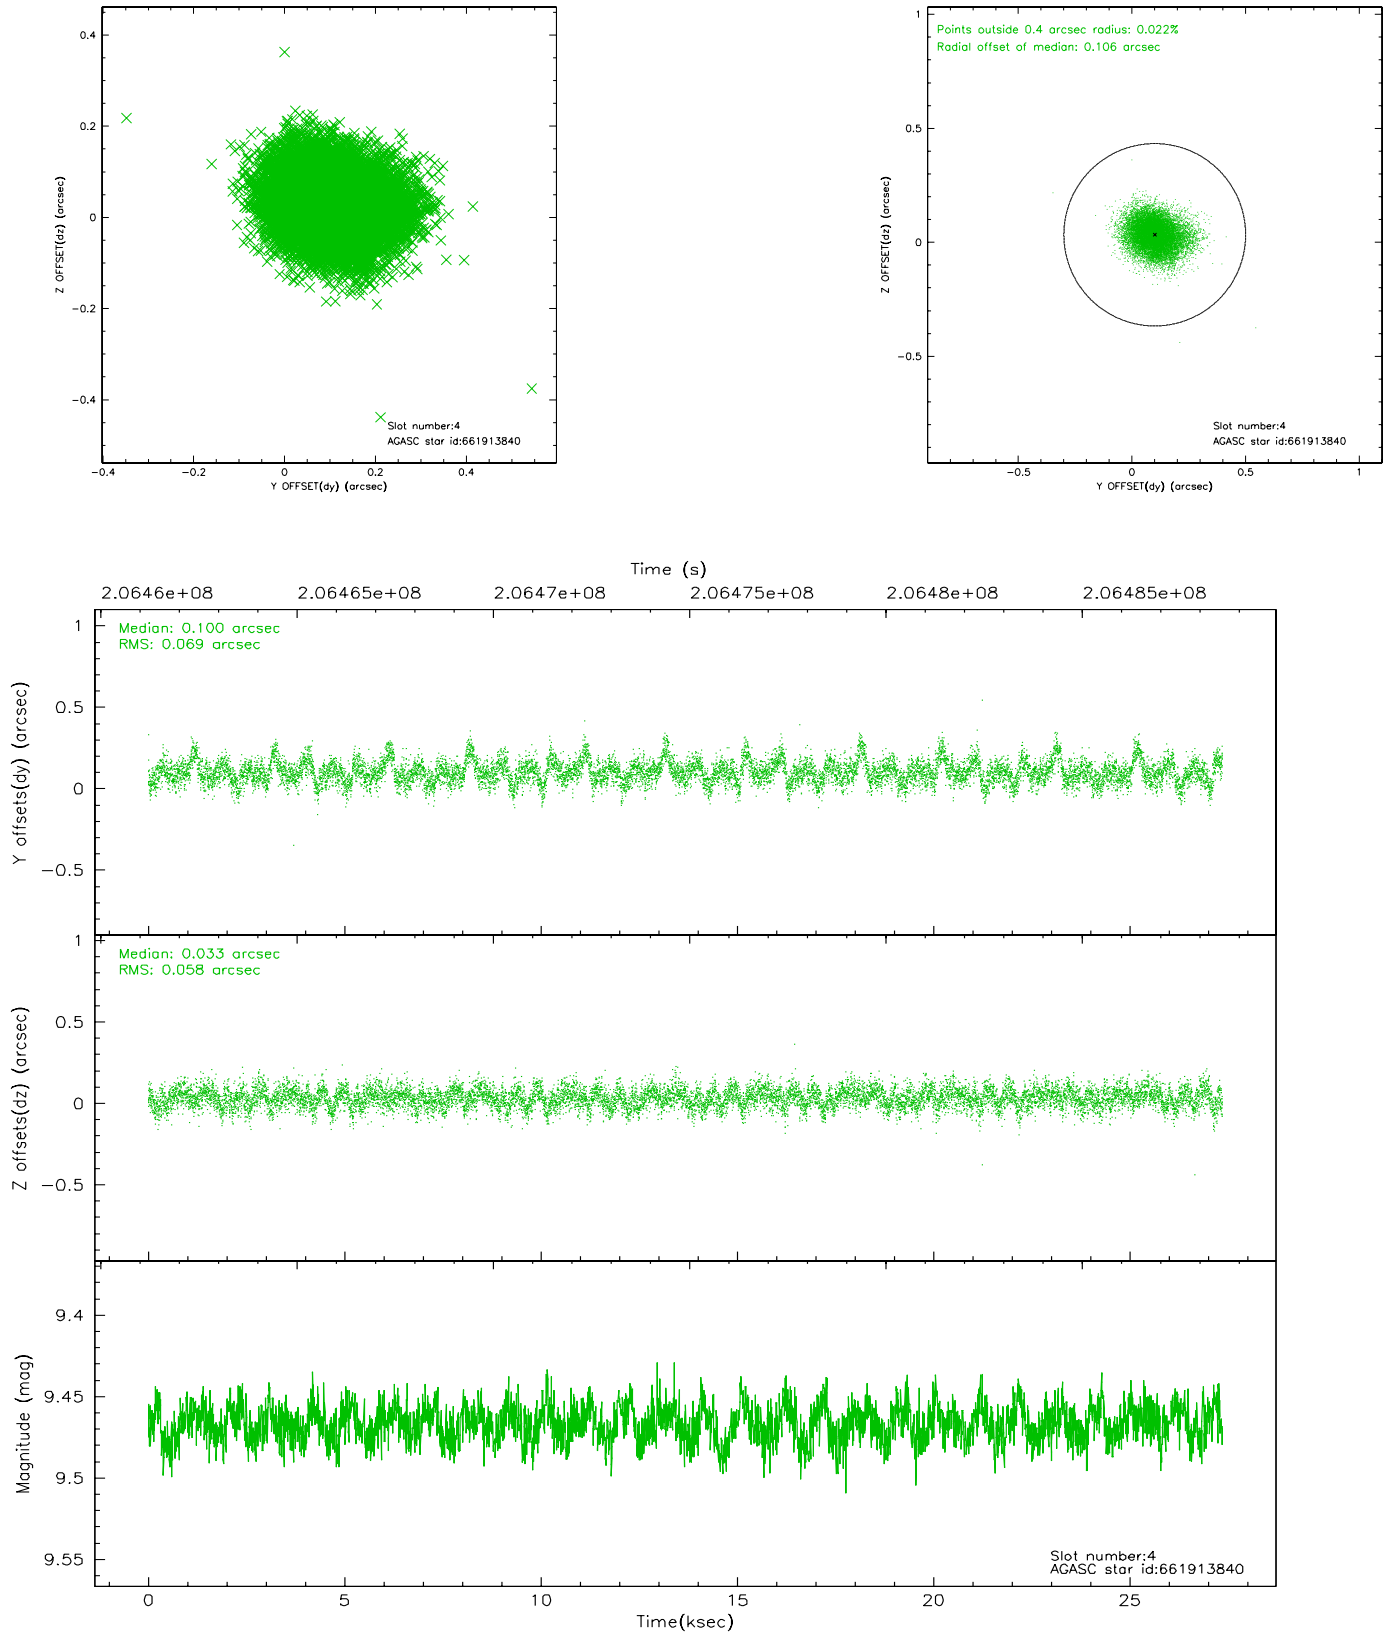 0.4
0.2
0
−0.2
−0.4
Z OFFSET(dz) (arcsec)
Slot number:4
AGASC star id:661913840
−0.4
−0.2
0
0.2
0.4
Y OFFSET(dy) (arcsec)
Points outside 0.4 arcsec radius: 0.022%
Radial offset of median: 0.106 arcsec
1
0.5
0
−0.5
Z OFFSET(dz) (arcsec)
Slot number:4
AGASC star id:661913840
−0.5
0
0.5
1
Y OFFSET(dy) (arcsec)
Time (s)
2.0646e+08
2.06465e+08
2.0647e+08
2.06475e+08
2.0648e+08
2.06485e+08
Median: 0.100 arcsec
RMS: 0.069 arcsec
1
0.5
0
−0.5
Y offsets(dy) (arcsec)
Median: 0.033 arcsec
RMS: 0.058 arcsec
1
0.5
0
−0.5
Z offsets(dz) (arcsec)
9.4
9.45
9.5
9.55
Magnitude (mag)
Slot number:4
AGASC star id:661913840
0
5
10
15
20
25
Time(ksec)